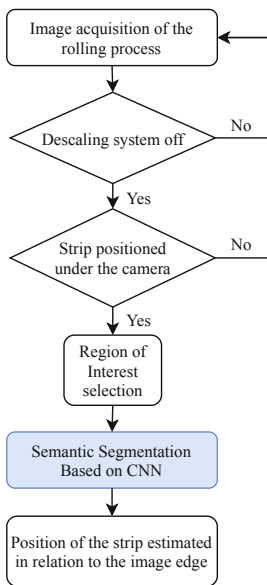 Image acquisition of the
rolling process
Descaling system off
No
Yes
Strip positioned
under the camera
No
Yes
Region of
Interest
selection
Semantic Segmentation
Based on CNN
Position of the strip estimated
in relation to the image edge